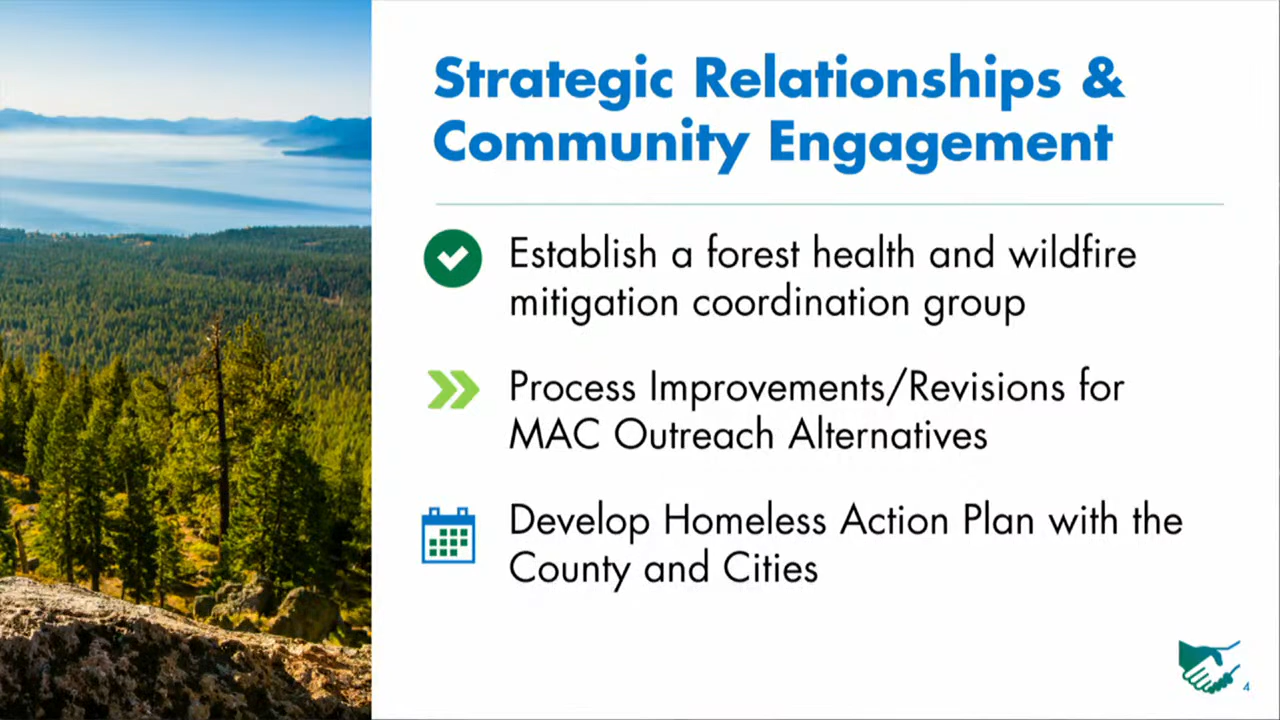 Strategic Relationships &
Community Engagement
Establish a forest health and wildfire
mitigation coordination group
Process Improvements/Revisions for
MAC Outreach Alternatives
Develop Homeless Action Plan with the
County and Cities
4